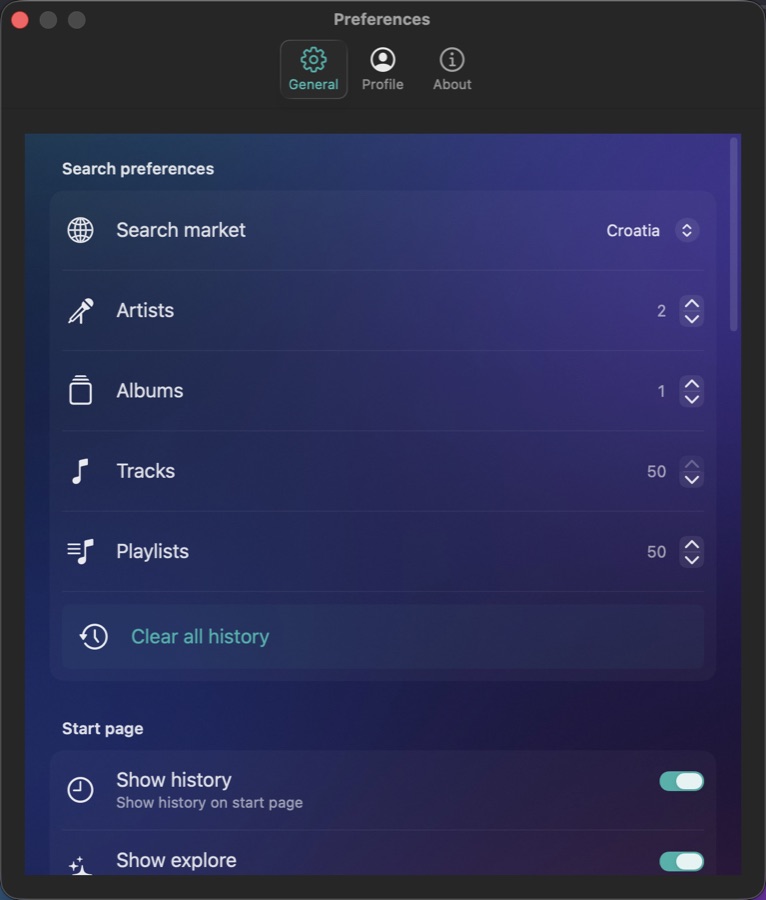 Preferences
General
Profile
About
Search preferences
Search market
Croatia
Artists
2
Albums
1
Tracks
50
Playlists
50
Clear all history
Start page
Show history
Show history on start page
Show explore